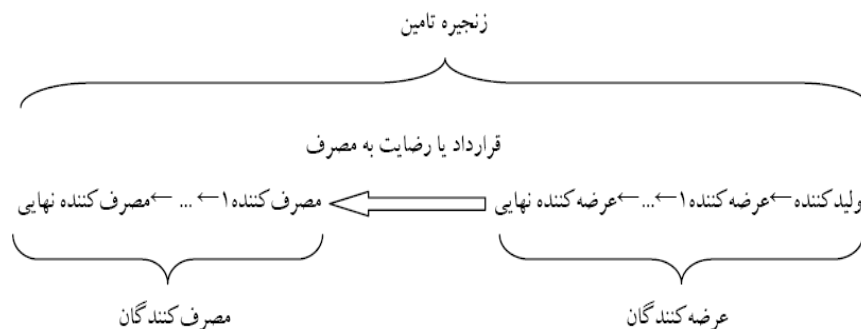 زنجیره تامین
قرارداد یا رضایت به مصرف
ولیدکننده←عرضه‌کننده۱←...←عرضه‌کننده نهایی مصرف‌کننده۱← ... ←مصرف‌کننده نهایی
عرضه‌کنندگان مصرف‌کنندگان